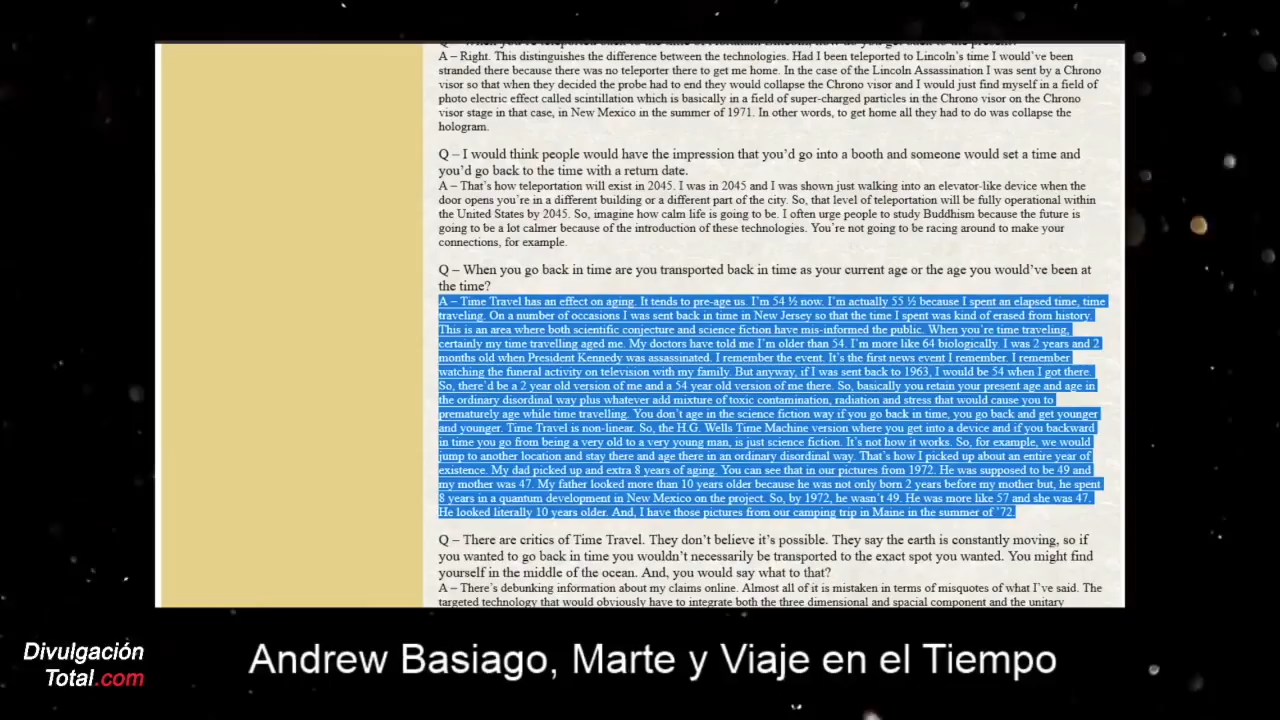 Q – When you're teleported back to the time of Abraham Lincoln, how do you get back to the present?
A – Right. This distinguishes the difference between the technologies. Had I been teleported to Lincoln's time I would've been
stranded there because there was no teleporter there to get me home. In the case of the Lincoln Assassination I was sent by a Chrono
visor so that when they decided the probe had to end they would collapse the Chrono visor and I would just find myself in a field of
photo electric effect called scintillation which is basically in a field of super-charged particles in the Chrono visor on the Chrono
visor stage in that case, in New Mexico in the summer of 1971. In other words, to get home all they had to do was collapse the
hologram.
Q – I would think people would have the impression that you'd go into a booth and someone would set a time and
you'd go back to the time with a return date.
A – That's how teleportation will exist in 2045. I was in 2045 and I was shown just walking into an elevator-like device when the
door opens you're in a different building or a different part of the city. So, that level of teleportation will be fully operational within
the United States by 2045. So, imagine how calm life is going to be. I often urge people to study Buddhism because the future is
going to be a lot calmer because of the introduction of these technologies. You're not going to be racing around to make your
connections, for example.
Q – When you go back in time are you transported back in time as your current age or the age you would've been at
the time?
A – Time Travel has an effect on aging. It tends to pre-age us. I'm 54 ½ now. I'm actually 55 ½ because I spent an elapsed time, time
traveling. On a number of occasions I was sent back in time in New Jersey so that the time I spent was kind of erased from history.
This is an area where both scientific conjecture and science fiction have mis-informed the public. When you're time traveling,
certainly my time travelling aged me. My doctors have told me I'm older than 54. I'm more like 64 biologically. I was 2 years and 2
months old when President Kennedy was assassinated. I remember the event. It's the first news event I remember. I remember
watching the funeral activity on television with my family. But anyway, if I was sent back to 1963, I would be 54 when I got there.
So, there'd be a 2 year old version of me and a 54 year old version of me there. So, basically you retain your present age and age in
the ordinary disordinal way plus whatever add mixture of toxic contamination, radiation and stress that would cause you to
prematurely age while time travelling. You don't age in the science fiction way if you go back in time, you go back and get younger
and younger. Time Travel is non-linear. So, the H.G. Wells Time Machine version where you get into a device and if you backward
in time you go from being a very old to a very young man, is just science fiction. It's not how it works. So, for example, we would
jump to another location and stay there and age there in an ordinary disordinal way. That's how I picked up about an entire year of
existence. My dad picked up and extra 8 years of aging. You can see that in our pictures from 1972. He was supposed to be 49 and
my mother was 47. My father looked more than 10 years older because he was not only born 2 years before my mother but, he spent
8 years in a quantum development in New Mexico on the project. So, by 1972, he wasn't 49. He was more like 57 and she was 47.
He looked literally 10 years older. And, I have those pictures from our camping trip in Maine in the summer of '72.
Q – There are critics of Time Travel. They don't believe it's possible. They say the earth is constantly moving, so if
you wanted to go back in time you wouldn't necessarily be transported to the exact spot you wanted. You might find
yourself in the middle of the ocean. And, you would say what to that?
A – There's debunking information about my claims online. Almost all of it is mistaken in terms of misquotes of what I've said. The
targeted technology that would obviously have to integrate both the three dimensional and spacial component and the unitary
Divulgación
Total.com
Andrew Basiago, Marte y Viaje en el Tiempo